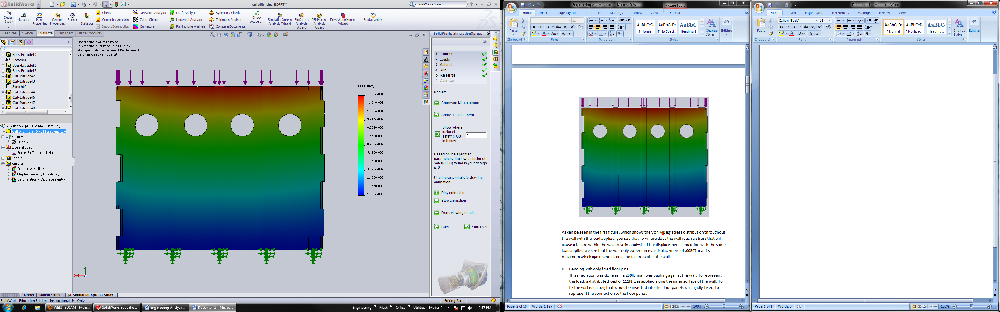 SolidWorks
wall with holes.SLDPRT *
SolidWorks Search
Design Study
Measure
Mass Properties
Section Properties
Sensor
Statistics
Check
Geometry Analysis
Import Diagnostics
Deviation Analysis
Zebra Stripes
Curvature
Draft Analysis
Undercut Analysis
Parting Line Analysis
Symmetry Check
Thickness Analysis
Compare Documents
Check Active ...
SimulationXpress Analysis Wizard
FloXpress Analysis Wizard
DFMXpress Analysis Wizard
DriveWorksXpress Wizard
Sustainability
Features Sketch Evaluate DimXpert Office Products
Boss-Extrude10
Sketch61
Boss-Extrude11
Boss-Extrude12
Cut-Extrude42
Cut-Extrude43
Sketch66
Cut-Extrude44
Cut-Extrude46
Cut-Extrude47
Cut-Extrude48
SimulationXpress Study (-Default-)
wall with holes (-PE High Density-)
Fixtures
Fixed-2
External Loads
Force-2 (:Total: 111 N:)
Report
Results
Stress (-vonMises-)
Displacement (-Res disp-)
Deformation (-Displacement-)
Model name: wall with holes
Study name: SimulationXpress Study
Plot type: Static displacement Displacement
Deformation scale: 1779.59
URES (mm)
1.300e-001
1.191e-001
1.083e-001
9.747e-002
8.664e-002
7.581e-002
6.498e-002
5.415e-002
4.332e-002
3.249e-002
2.166e-002
1.083e-002
1.000e-030
Y
X
SolidWorks SimulationXpress
1 Fixtures
2 Loads
3 Material
4 Run
5 Results
6 Optimize
Results
Show von Mises stress
Show displacement
Show where
factor of
safety (FOS) 1
is below:
Based on the specified
parameters, the lowest factor of
safety(FOS) found in your design
is 0
Use these controls to view the
animation.
Play animation
Stop animation
Done viewing results
Back Start Over
Model Motion Study 1 SimulationXpress Study
SolidWorks Education Edition - Instructional Use Only
Editing Part
WEEI - 850AM - Mozi...
SolidWorks Educatio...
Engineering Analysis...
Document1 - Micros...
Engineering » Math » Office » Utilities + Media »
2:57 PM
Engineering Analysis.docx - Microsoft Word
Picture Tools
Home Insert Page Layout References Mailings Review View Format
Paste
11
B I U abc x₂ x² 
Aa A A
AaBbCcDc AaBbCcDc AaBbC
¶ Normal ¶ No Spaci... Heading 1
Change Styles
Editing
Clipboard Font Paragraph Styles
As can be seen in the first figure, which shows the Von Mises’ stress distribution throughout
the wall with the load applied, you see that no where does the wall reach a stress that will
cause a failure within the wall. Also in analysis of the displacement simulation with the same
load applied we see that the wall only experiences a displacement of .00367m at its
maximum which again would cause no failure within the wall.
B. Bending with only fixed floor pins
This simulation was done as if a 250lb man was pushing against the wall. To represent
this load, a distributed load of 111N was applied along the inner surface of the wall. To
fix the wall each peg that would be inserted into the floor panels was rigidly fixed, to
represent the connection to the floor panel.
Page: 2 of 10 Words: 1,125
100%
Document1 - Microsoft Word
Home Insert Page Layout References Mailings Review View
Paste
Calibri (Body) 11
B I U abc x₂ x²
Aa A A
AaBbCcDc AaBbCcDc AaBbC
¶ Normal ¶ No Spaci... Heading 1
Change Styles
Editing
Clipboard Font Paragraph Styles
Page: 1 of 1 Words: 0
100%